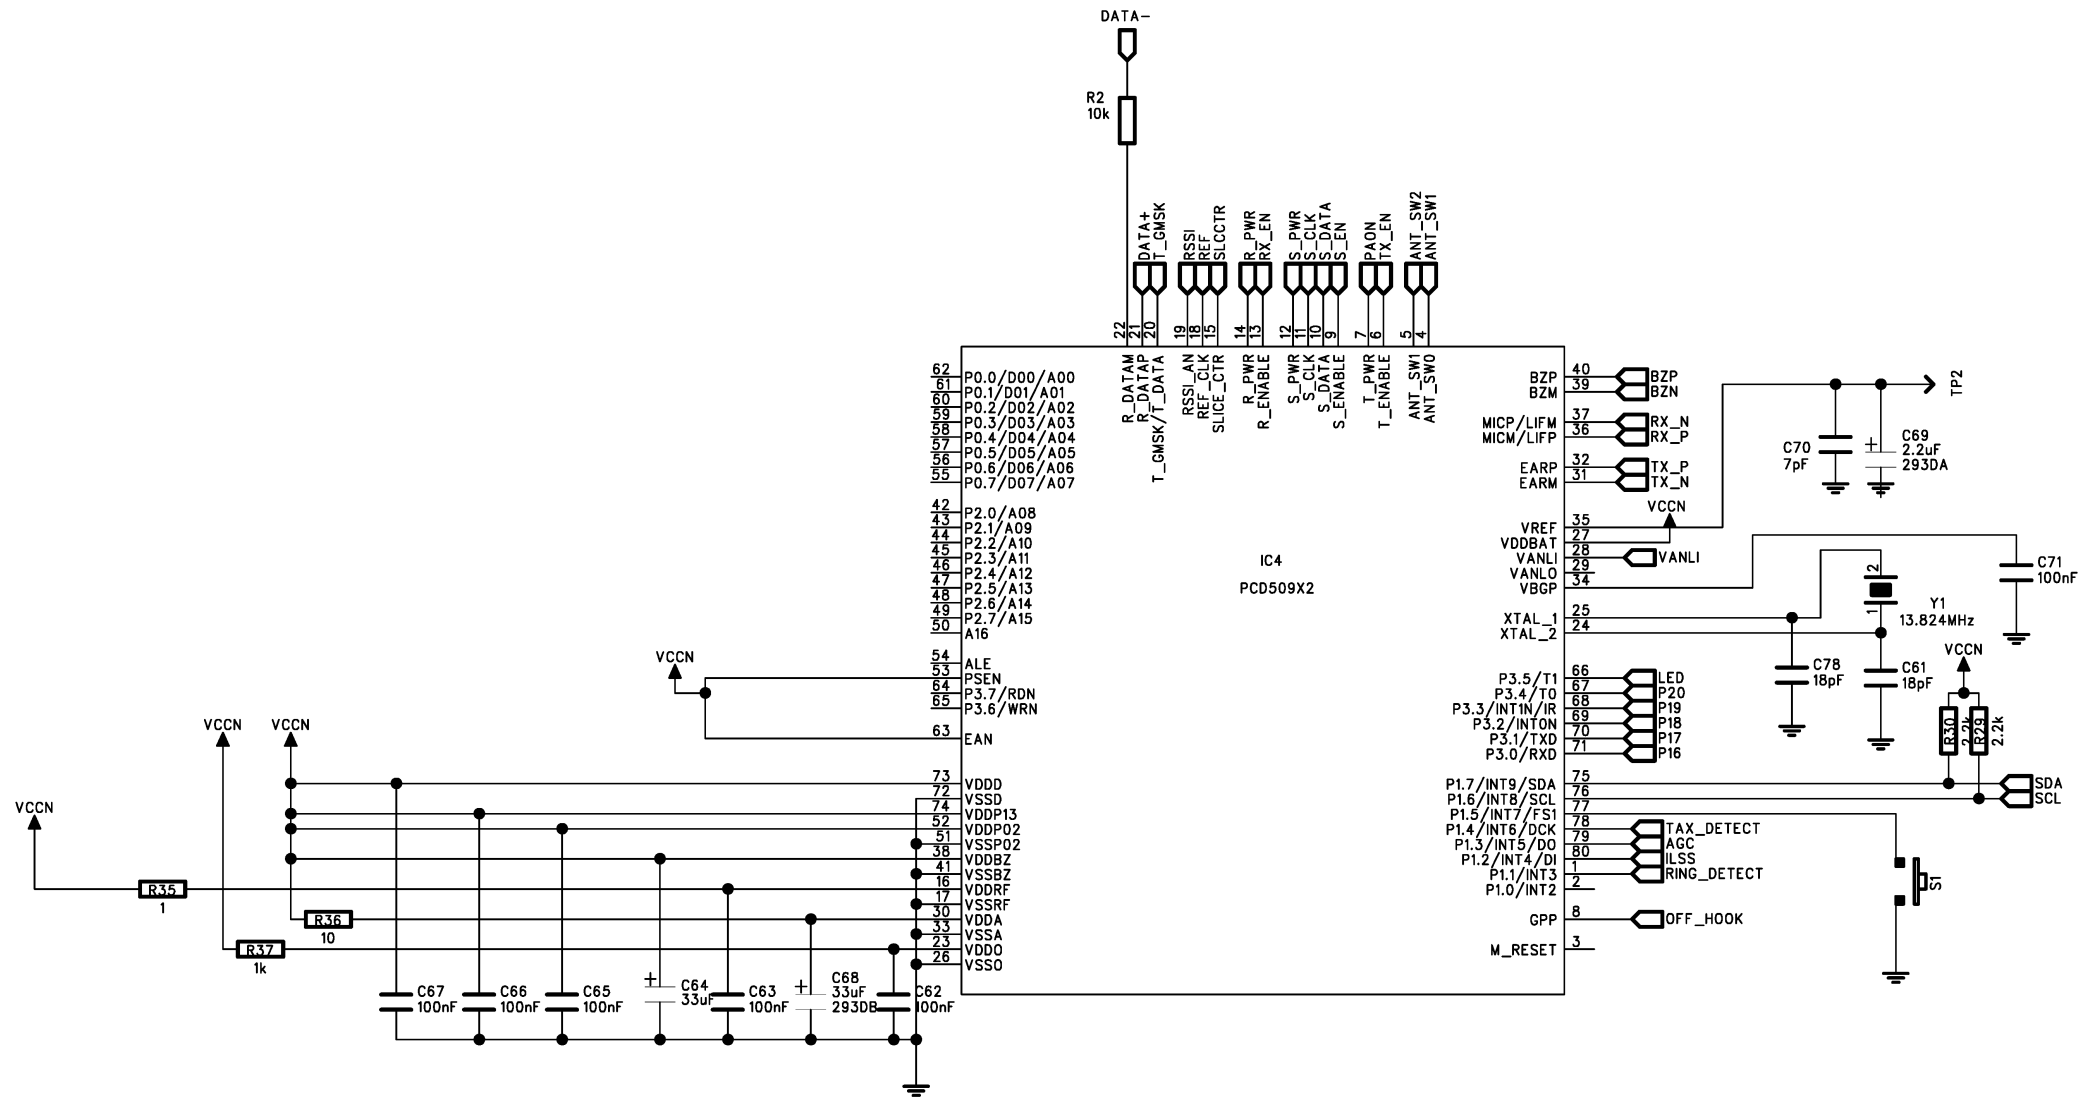 DATA-
R2
10k
DATA+
T_GMSK
RSSI
REF
SLCCTR
R_PWR
RX_EN
S_PWR
S_CLK
S_DATA
S_EN
PAON
TX_EN
ANT_SW2
ANT_SW1
22
21
20
19
18
15
14
13
12
11
10
9
7
6
5
4
R_DATAM
R_DATAP
T_GMSK/T_DATA
RSSI_AN
REF_CLK
SLICE_CTR
R_PWR
R_ENABLE
S_PWR
S_CLK
S_DATA
S_ENABLE
T_PWR
T_ENABLE
ANT_SW1
ANT_SW0
62 P0.0/D00/A00
61 P0.1/D01/A01
60 P0.2/D02/A02
59 P0.3/D03/A03
58 P0.4/D04/A04
57 P0.5/D05/A05
56 P0.6/D06/A06
55 P0.7/D07/A07
42 P2.0/A08
43 P2.1/A09
44 P2.2/A10
45 P2.3/A11
46 P2.4/A12
47 P2.5/A13
48 P2.6/A14
49 P2.7/A15
50 A16
54 ALE
53 PSEN
64 P3.7/RDN
65 P3.6/WRN
63 EAN
73 VDDD
72 VSSD
74 VDDP13
52 VDDP02
51 VSSP02
38 VDDBZ
41 VSSBZ
16 VDDRF
17 VSSRF
30 VDDA
33 VSSA
23 VDDO
26 VSSO
IC4
PCD509X2
BZP 40 BZP
BZM 39 BZN
MICP/LIFM 37 RX_N
MICM/LIFP 36 RX_P
EARP 32 TX_P
EARM 31 TX_N
VCCN
VREF 35
VDDBAT 27
VANLI 28 VANLI
VANLO 29
VBGP 34
XTAL_1 25
XTAL_2 24
P3.5/T1 66 LED
P3.4/T0 67 P20
P3.3/INT1N/IR 68 P19
P3.2/INT0N 69 P18
P3.1/TXD 70 P17
P3.0/RXD 71 P16
P1.7/INT9/SDA 75 SDA
P1.6/INT8/SCL 76 SCL
P1.5/INT7/FS1 77
P1.4/INT6/DCK 78 TAX_DETECT
P1.3/INT5/DO 79 AGC
P1.2/INT4/DI 80 ILSS
P1.1/INT3 1 RING_DETECT
P1.0/INT2 2
GPP 8 OFF_HOOK
M_RESET 3
TP2
C70
7pF
+
C69
2.2uF
293DA
C71
100nF
2
1
Y1
13.824MHz
C78
18pF
C61
18pF
VCCN
R30
2.2k
R29
2.2k
S1
VCCN
VCCN
VCCN
VCCN
R35
1
R36
10
R37
1k
C67
100nF
C66
100nF
C65
100nF
+
C64
33uF
C63
100nF
+
C68
33uF
293DB
C62
100nF